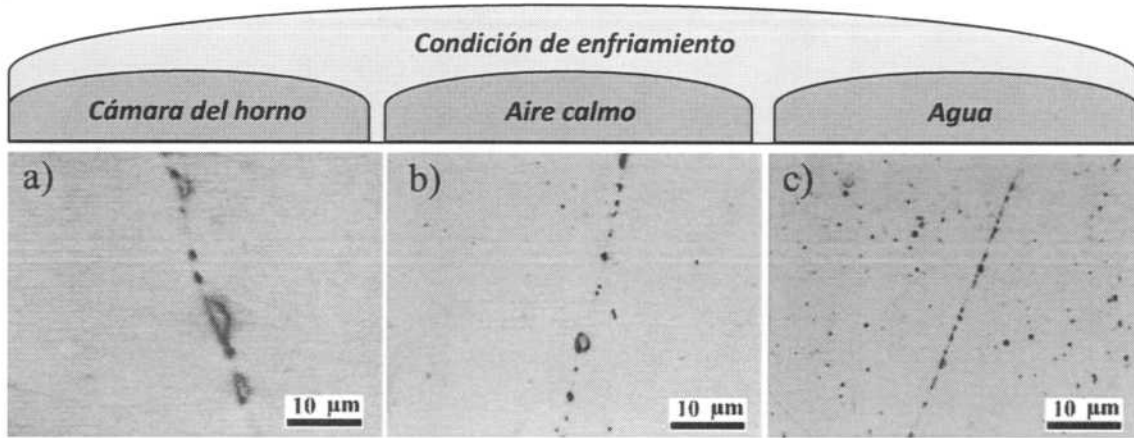 Condición de enfriamiento
Cámara del horno
Aire calmo
Agua
a)
b)
c)
10 µm
10 µm
10 µm